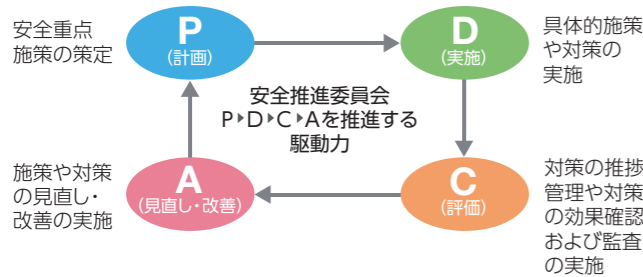 安全重点
施策の策定
P
(計画)
D
(実施)
具体的施策
や対策の
実施
安全推進委員会
P▶D▶C▶Aを推進する
駆動力
施策や対策
の見直し・
改善の実施
A
(見直し・改善)
C
(評価)
対策の推捗
管理や対策
の効果確認
および監査
の実施